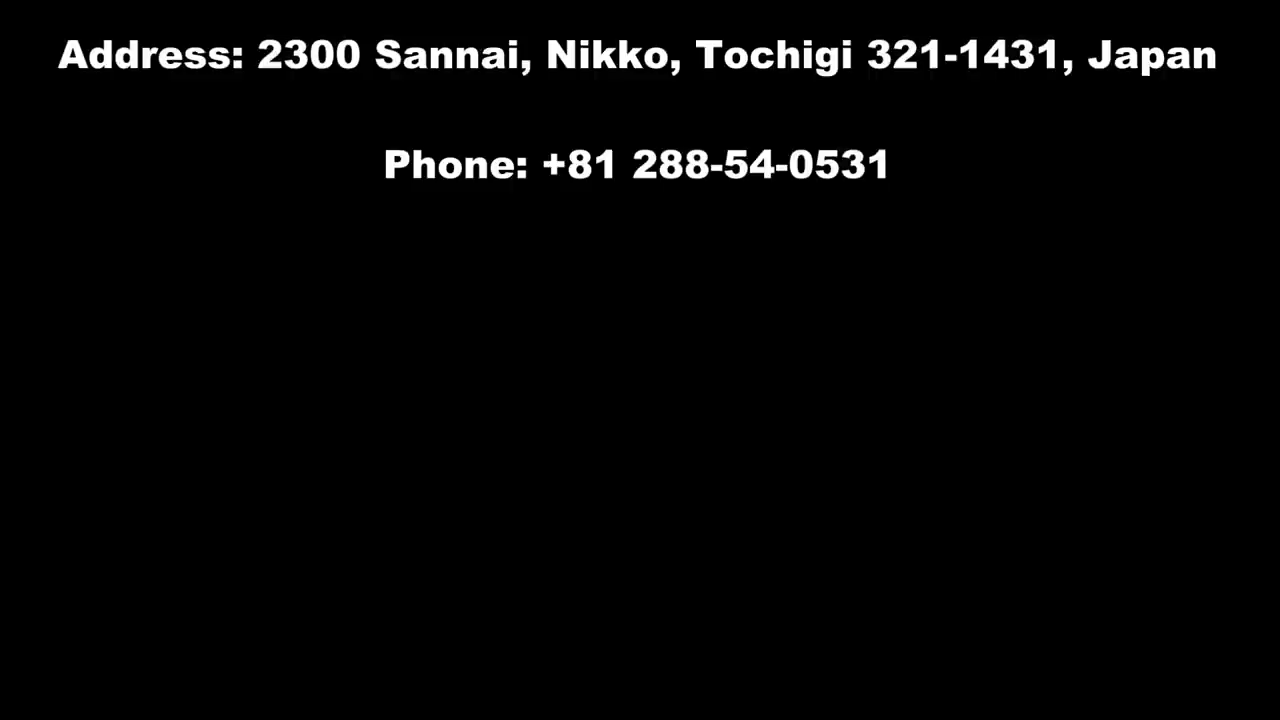 Address: 2300 Sannai, Nikko, Tochigi 321-1431, Japan
Phone: +81 288-54-0531